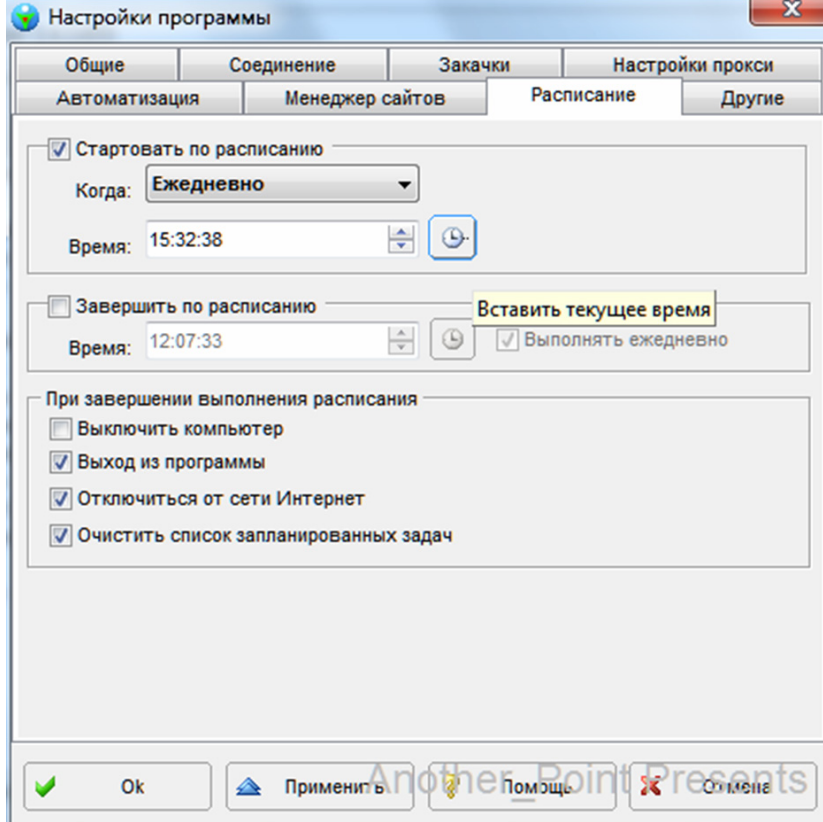 Настройки программы
Общие Соединение Закачки Настройки прокси
Автоматизация Менеджер сайтов Расписание Другие
Стартовать по расписанию
Когда: Ежедневно
Время: 15:32:38
Завершить по расписанию
Вставить текущее время
Время: 12:07:33 Выполнять ежедневно
При завершении выполнения расписания
Выключить компьютер
Выход из программы
Отключиться от сети Интернет
Очистить список запланированных задач
Ok Применить Помощь Отмена
Another_Point Presents